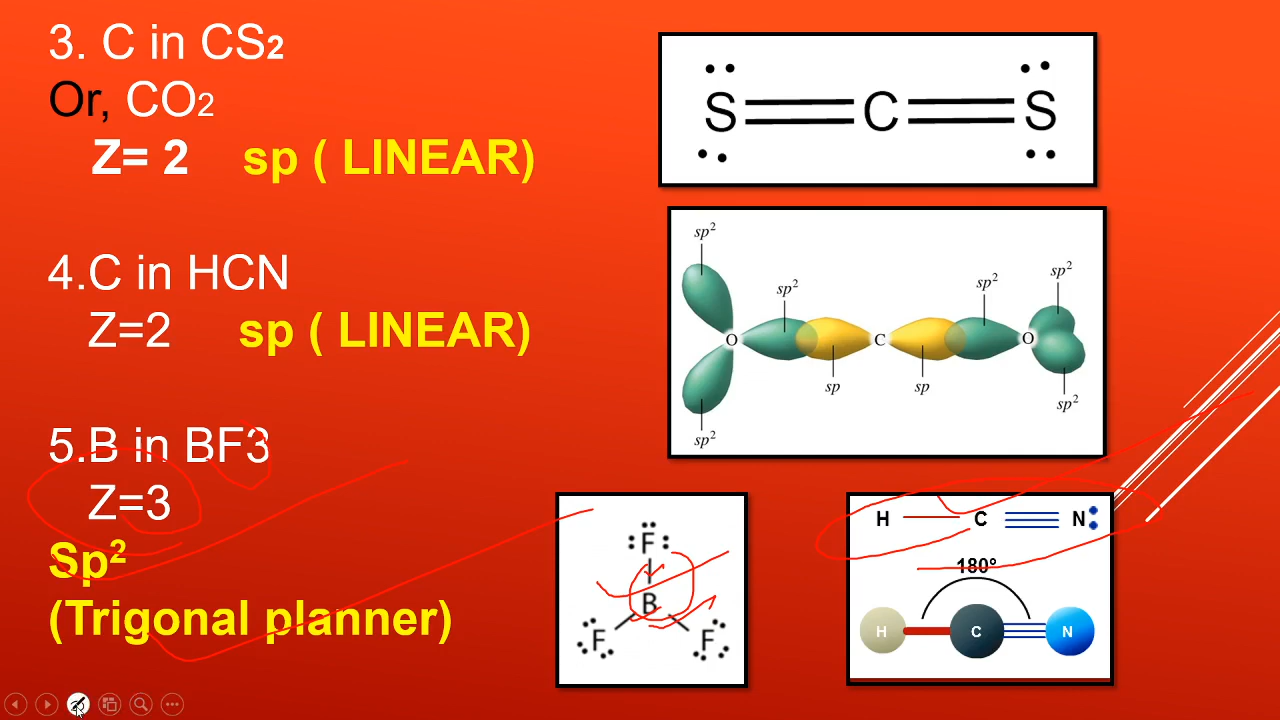 3. C in CS₂
Or, CO₂
Z= 2 sp ( LINEAR)
4.C in HCN
Z=2 sp ( LINEAR)
5.B in BF3
Z=3
Sp²
(Trigonal planner)
S C S
sp²
sp² sp² sp²
O C O
sp sp
sp² sp²
F
B
F F
H C N
180°
H C N